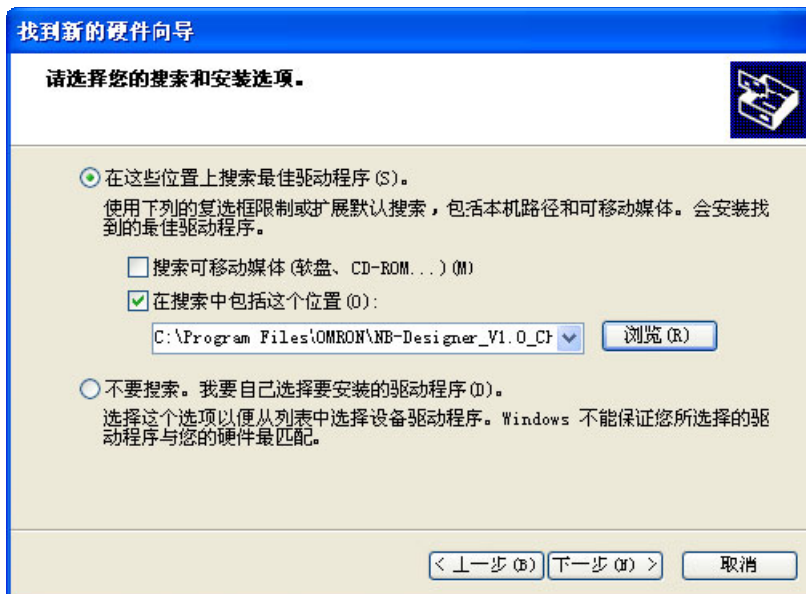 找到新的硬件向导
请选择您的搜索和安装选项。
在这些位置上搜索最佳驱动程序(S)。
使用下列的复选框限制或扩展默认搜索，包括本机路径和可移动媒体。会安装找
到的最佳驱动程序。
搜索可移动媒体(软盘、CD-ROM...)(M)
在搜索中包括这个位置(O):
C:\Program Files\OMRON\NB-Designer_V1.0_CH
浏览(R)
不要搜索。我要自己选择要安装的驱动程序(D)。
选择这个选项以便从列表中选择设备驱动程序。Windows 不能保证您所选择的驱
动程序与您的硬件最匹配。
< 上一步(B) 下一步(N) > 取消